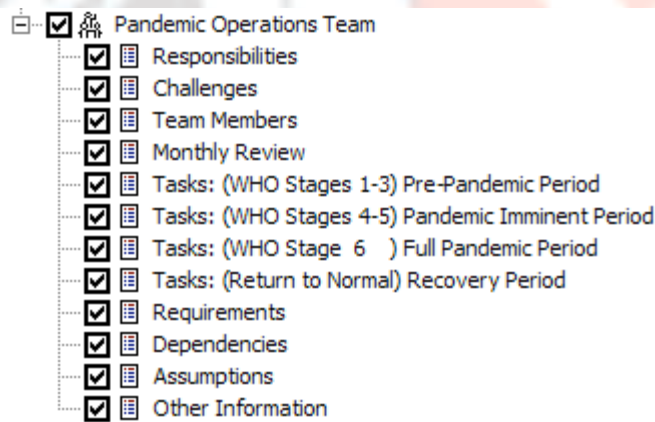 Pandemic Operations Team
Responsibilities
Challenges
Team Members
Monthly Review
Tasks: (WHO Stages 1-3) Pre-Pandemic Period
Tasks: (WHO Stages 4-5) Pandemic Imminent Period
Tasks: (WHO Stage 6 ) Full Pandemic Period
Tasks: (Return to Normal) Recovery Period
Requirements
Dependencies
Assumptions
Other Information